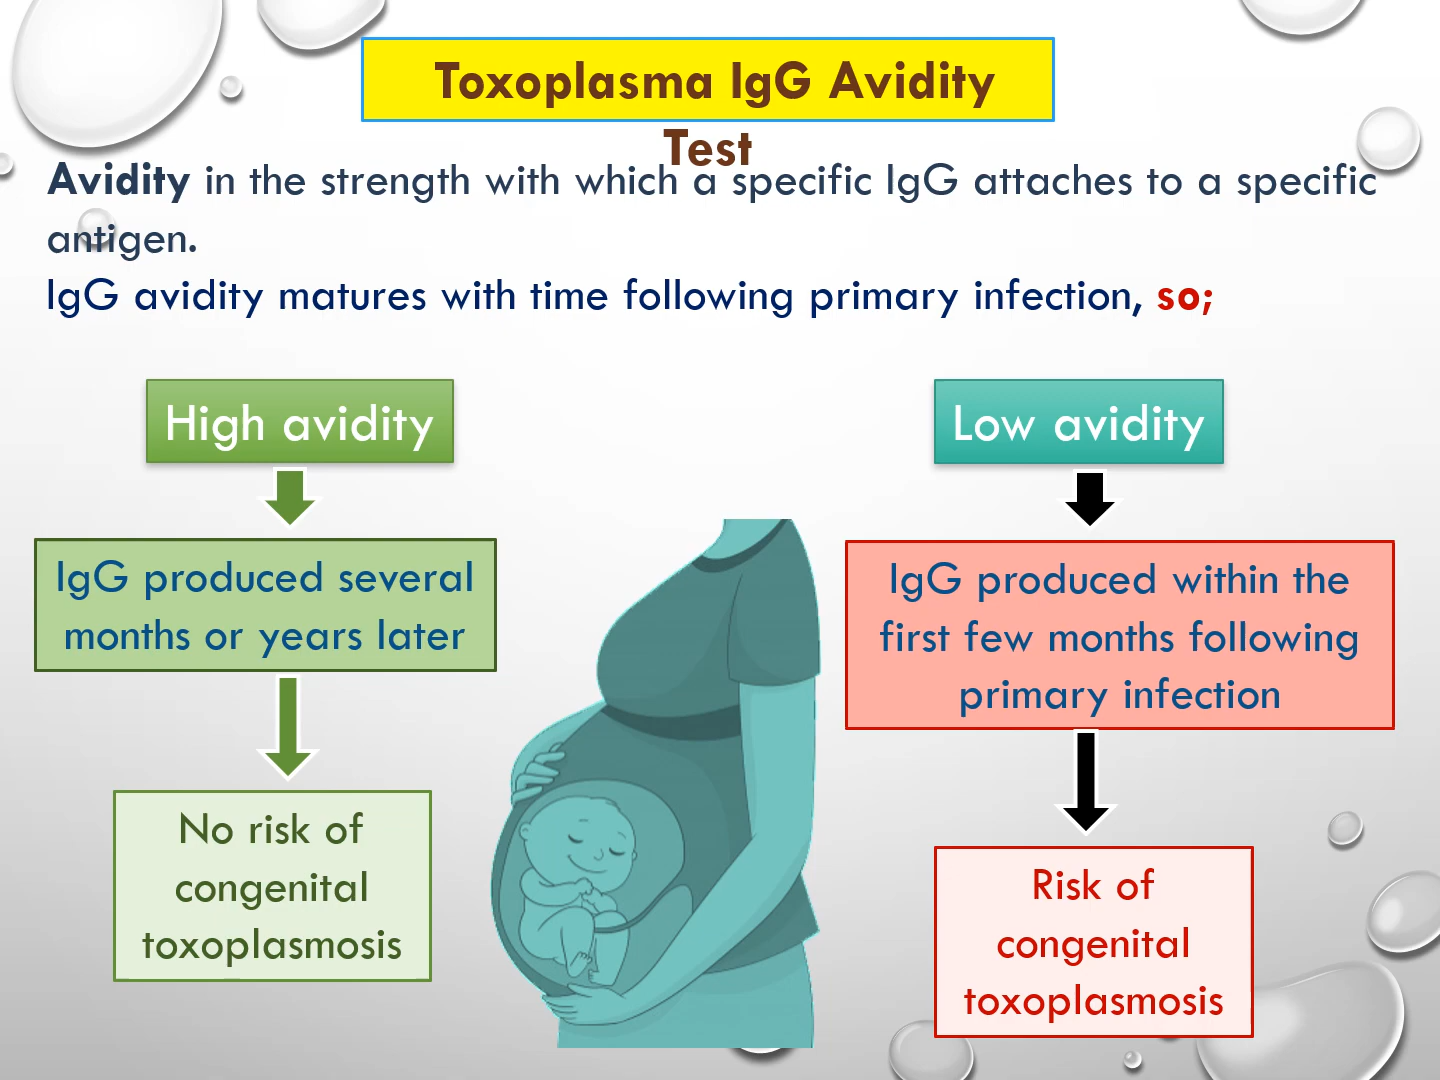 Toxoplasma IgG Avidity
Test
Avidity in the strength with which a specific IgG attaches to a specific
antigen.
IgG avidity matures with time following primary infection, so;
High avidity
IgG produced several
months or years later
No risk of
congenital
toxoplasmosis
Low avidity
IgG produced within the
first few months following
primary infection
Risk of
congenital
toxoplasmosis